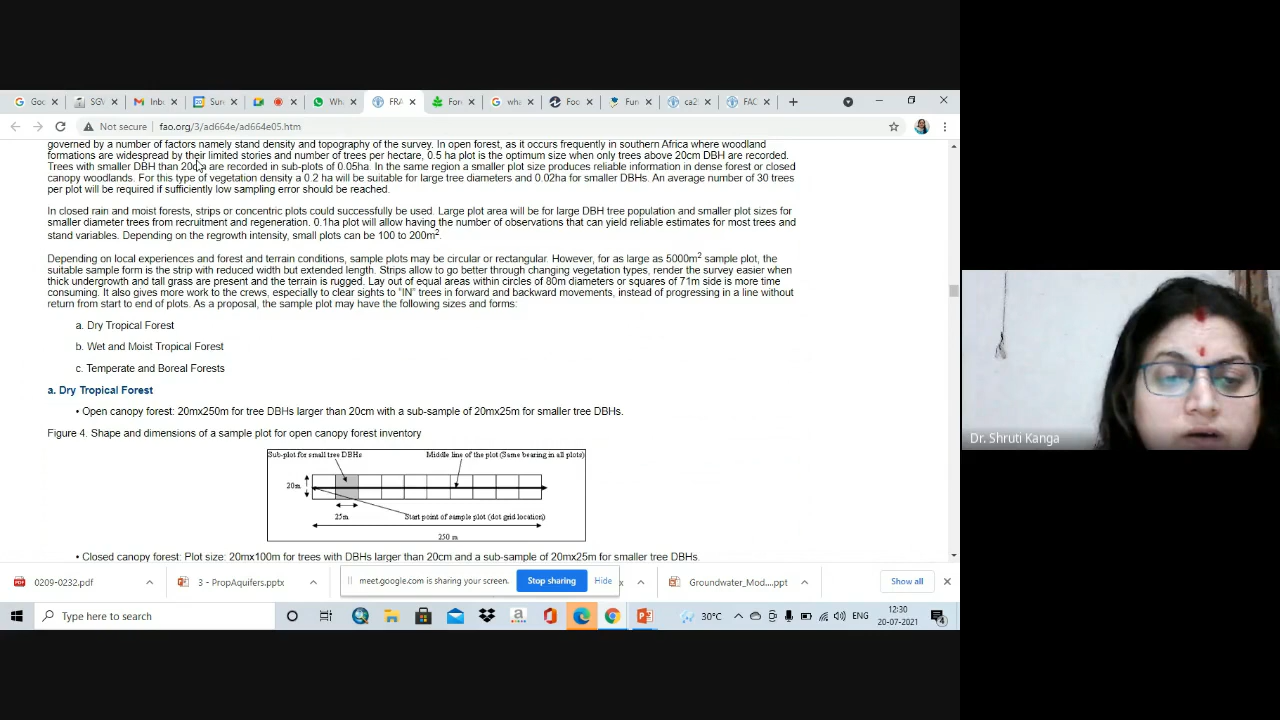 Goo
SGV
Inb
Sur
Wh
FRA
For
wha
Foo
Fun
ca2
FAC
Not secure
fao.org/3/ad664e/ad664e05.htm
governed by a number of factors namely stand density and topography of the survey. In open forest, as it occurs frequently in southern Africa where woodland
formations are widespread by their limited stories and number of trees per hectare, 0.5 ha plot is the optimum size when only trees above 20cm DBH are recorded.
Trees with smaller DBH than 20cm are recorded in sub-plots of 0.05ha. In the same region a smaller plot size produces reliable information in dense forest or closed
canopy woodlands. For this type of vegetation density a 0.2 ha will be suitable for large tree diameters and 0.02ha for smaller DBHs. An average number of 30 trees
per plot will be required if sufficiently low sampling error should be reached.
In closed rain and moist forests, strips or concentric plots could successfully be used. Large plot area will be for large DBH tree population and smaller plot sizes for
smaller diameter trees from recruitment and regeneration. 0.1ha plot will allow having the number of observations that can yield reliable estimates for most trees and
stand variables. Depending on the regrowth intensity, small plots can be 100 to 200m².
Depending on local experiences and forest and terrain conditions, sample plots may be circular or rectangular. However, for as large as 5000m² sample plot, the
suitable sample form is the strip with reduced width but extended length. Strips allow to go better through changing vegetation types, render the survey easier when
thick undergrowth and tall grass are present and the terrain is rugged. Lay out of equal areas within circles of 80m diameters or squares of 71m side is more time
consuming. It also gives more work to the crews, especially to clear sights to "IN" trees in forward and backward movements, instead of progressing in a line without
return from start to end of plots. As a proposal, the sample plot may have the following sizes and forms:
a. Dry Tropical Forest
b. Wet and Moist Tropical Forest
c. Temperate and Boreal Forests
a. Dry Tropical Forest
• Open canopy forest: 20mx250m for tree DBHs larger than 20cm with a sub-sample of 20mx25m for smaller tree DBHs.
Figure 4. Shape and dimensions of a sample plot for open canopy forest inventory
Sub-plot for small tree DBHs
Middle line of the plot (Same bearing in all plots)
20m
25m
Start point of sample plot (dot grid location)
250 m
• Closed canopy forest: Plot size: 20mx100m for trees with DBHs larger than 20cm and a sub-sample of 20mx25m for smaller tree DBHs.
Dr. Shruti Kanga
0209-0232.pdf
3 - PropAquifers.pptx
meet.google.com is sharing your screen.
Stop sharing
Hide
x
Groundwater_Mod....ppt
Show all
Type here to search
30°C
ENG
12:30
20-07-2021
4